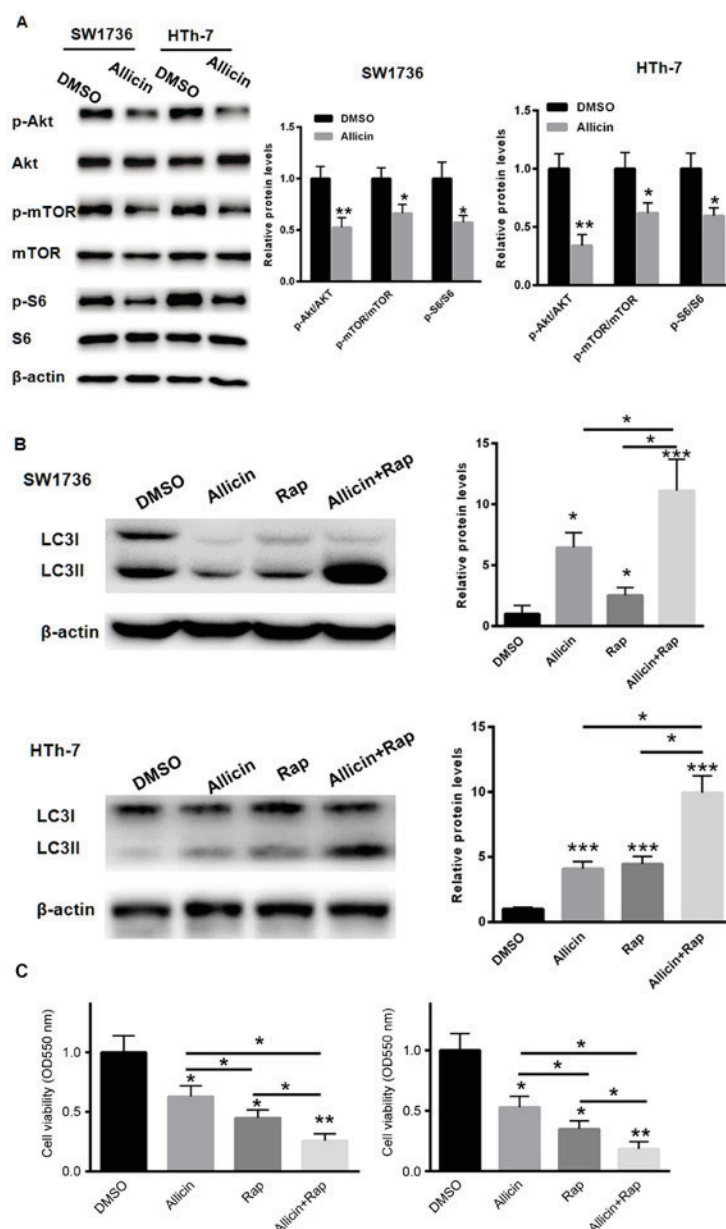 A
SW1736 HTh-7
DMSO Allicin DMSO Allicin
p-Akt
Akt
p-mTOR
mTOR
p-S6
S6
β-actin
SW1736
DMSO
Allicin
Relative protein levels
1.5
1.0
0.5
0.0
** * *
p-Akt/AKT
p-mTOR/mTOR
p-S6/S6
HTh-7
DMSO
Allicin
Relative protein levels
1.5
1.0
0.5
0.0
** * *
p-Akt/AKT
p-mTOR/mTOR
p-S6/S6
B
SW1736
DMSO Allicin Rap Allicin+Rap
LC3I
LC3II
β-actin
Relative protein levels
15
10
5
0
*
*
* * ***
DMSO Allicin Rap Allicin+Rap
HTh-7
DMSO Allicin Rap Allicin+Rap
LC3I
LC3II
β-actin
Relative protein levels
15
10
5
0
*
*
*** *** ***
DMSO Allicin Rap Allicin+Rap
C
Cell viability (OD550 nm)
1.0
0.5
0.0
*
*
*
* * **
DMSO Allicin Rap Allicin+Rap
Cell viability (OD550 nm)
1.0
0.5
0.0
*
*
*
* * **
DMSO Allicin Rap Allicin+Rap